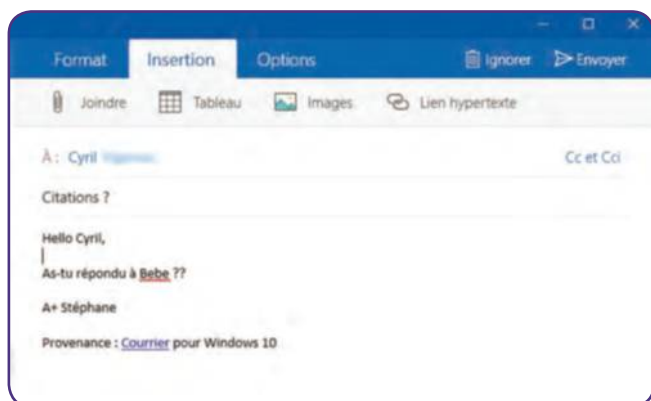 Format Insertion Options Ignorer Envoyer
Joindre Tableau Images Lien hypertexte
À : Cyril Cc et Cci
Citations ?
Hello Cyril,
As-tu répondu à Bebe ??
A+ Stéphane
Provenance : Courrier pour Windows 10